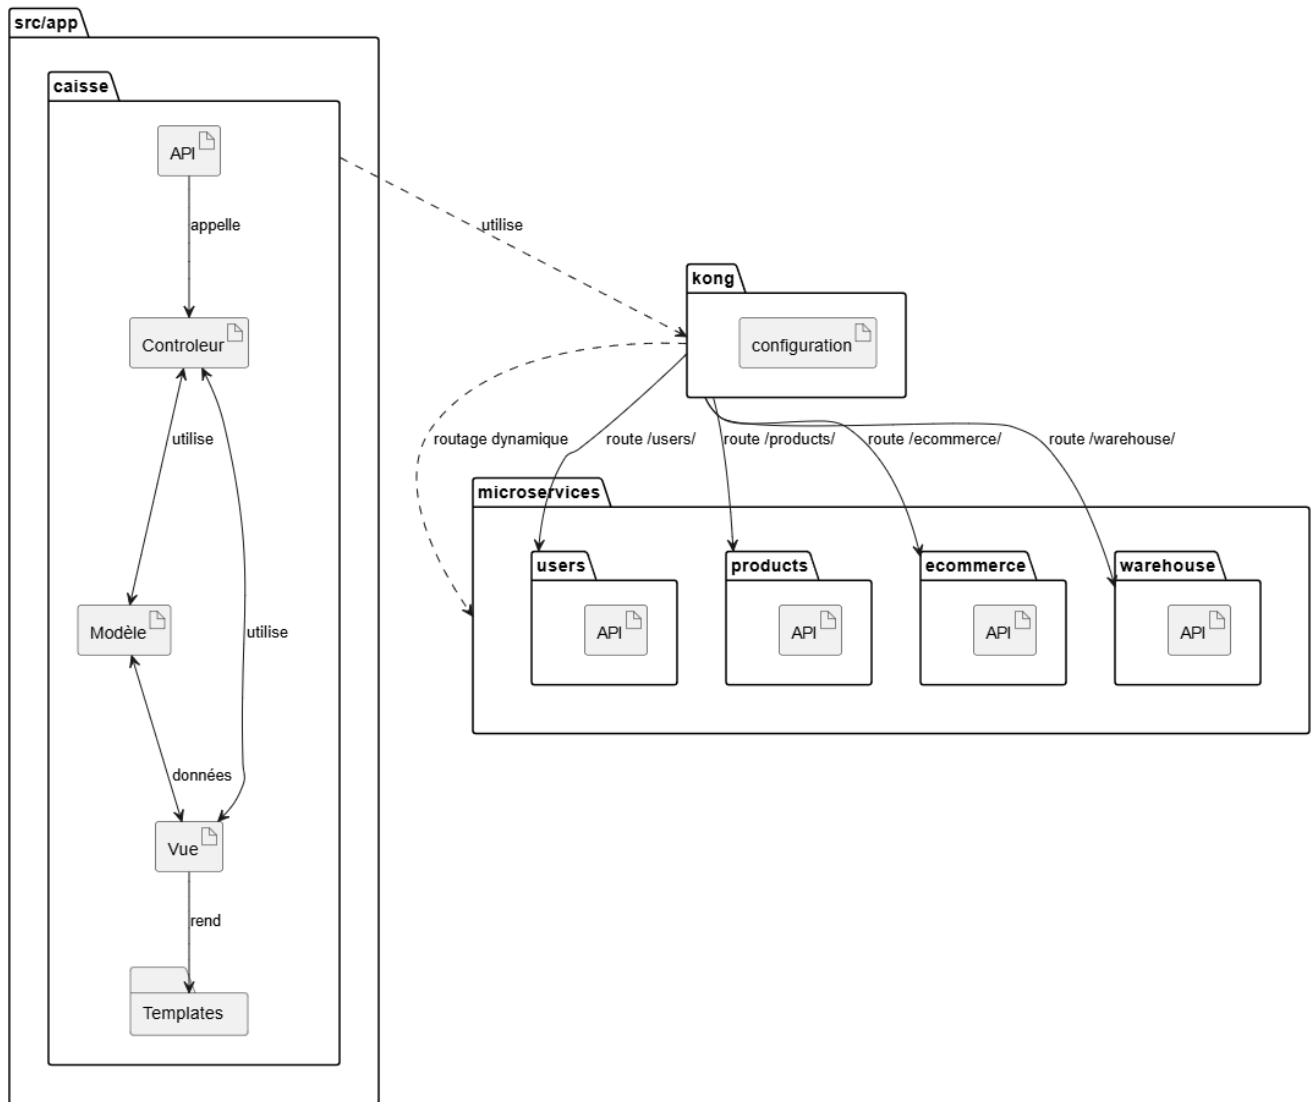 src/app
caisse
API
appelle
utilise
kong
Controleur
configuration
utilise
routage dynamique
route /users/
route /products/
route /ecommerce/
route /warehouse/
microservices
users
products
ecommerce
warehouse
Modèle
utilise
API
API
API
API
données
Vue
rend
Templates